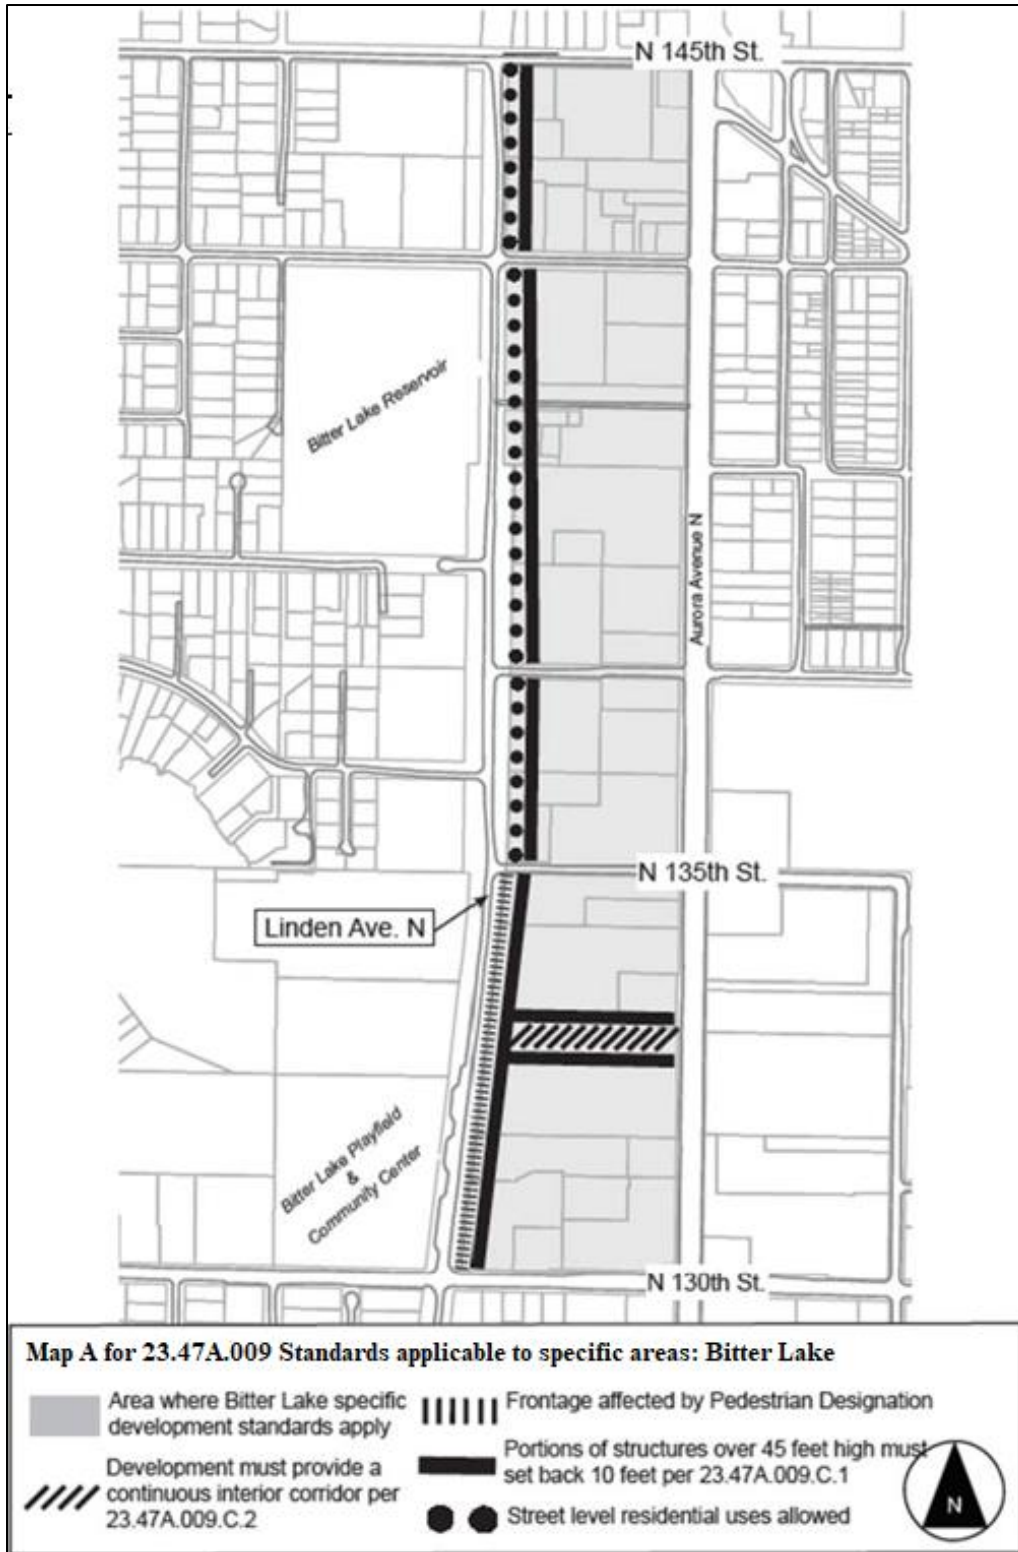 N 145th St.
Bitter Lake Reservoir
Aurora Avenue N
N 135th St.
Linden Ave. N
Bitter Lake Playfield
&
Community Center
N 130th St.
Map A for 23.47A.009 Standards applicable to specific areas: Bitter Lake
Area where Bitter Lake specific
development standards apply
Development must provide a
continuous interior corridor per
23.47A.009.C.2
Frontage affected by Pedestrian Designation
Portions of structures over 45 feet high must
set back 10 feet per 23.47A.009.C.1
Street level residential uses allowed
N